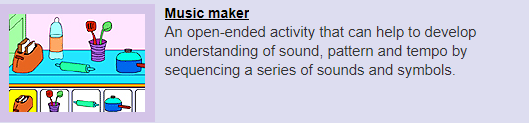 Music maker
An open-ended activity that can help to develop
understanding of sound, pattern and tempo by
sequencing a series of sounds and symbols.